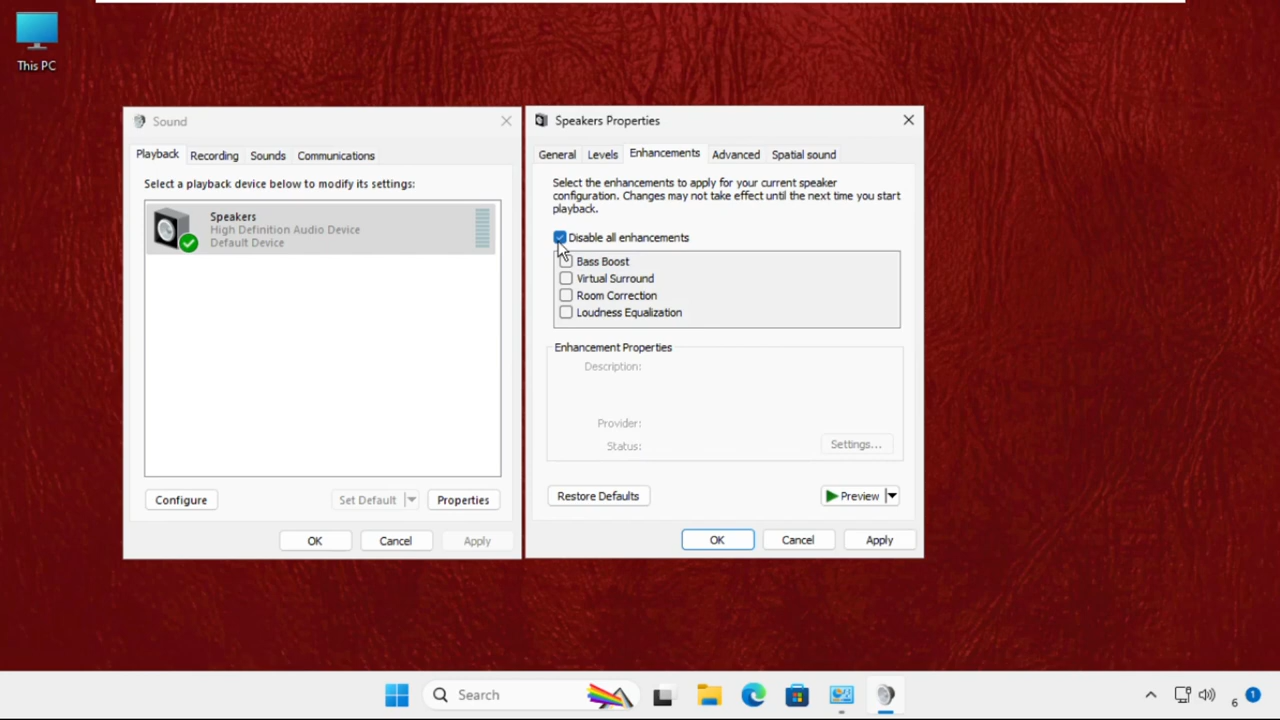 This PC
Sound
Playback
Recording
Sounds
Communications
Select a playback device below to modify its settings:
Speakers
High Definition Audio Device
Default Device
Configure
Set Default
Properties
OK
Cancel
Apply
Speakers Properties
General
Levels
Enhancements
Advanced
Spatial sound
Select the enhancements to apply for your current speaker
configuration. Changes may not take effect until the next time you start
playback.
Disable all enhancements
Bass Boost
Virtual Surround
Room Correction
Loudness Equalization
Enhancement Properties
Description:
Provider:
Status:
Settings...
Restore Defaults
Preview
OK
Cancel
Apply
Search
6
1